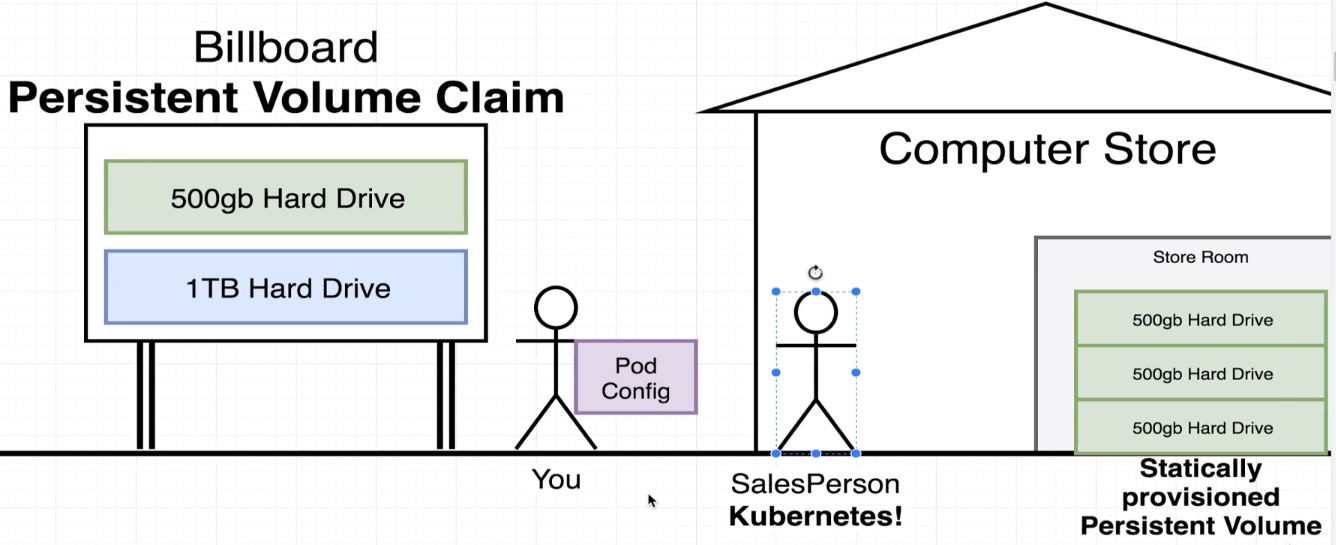 Billboard
Persistent Volume Claim
500gb Hard Drive
1TB Hard Drive
Pod
Config
You
Computer Store
Store Room
500gb Hard Drive
500gb Hard Drive
500gb Hard Drive
SalesPerson
Kubernetes!
Statically
provisioned
Persistent Volume